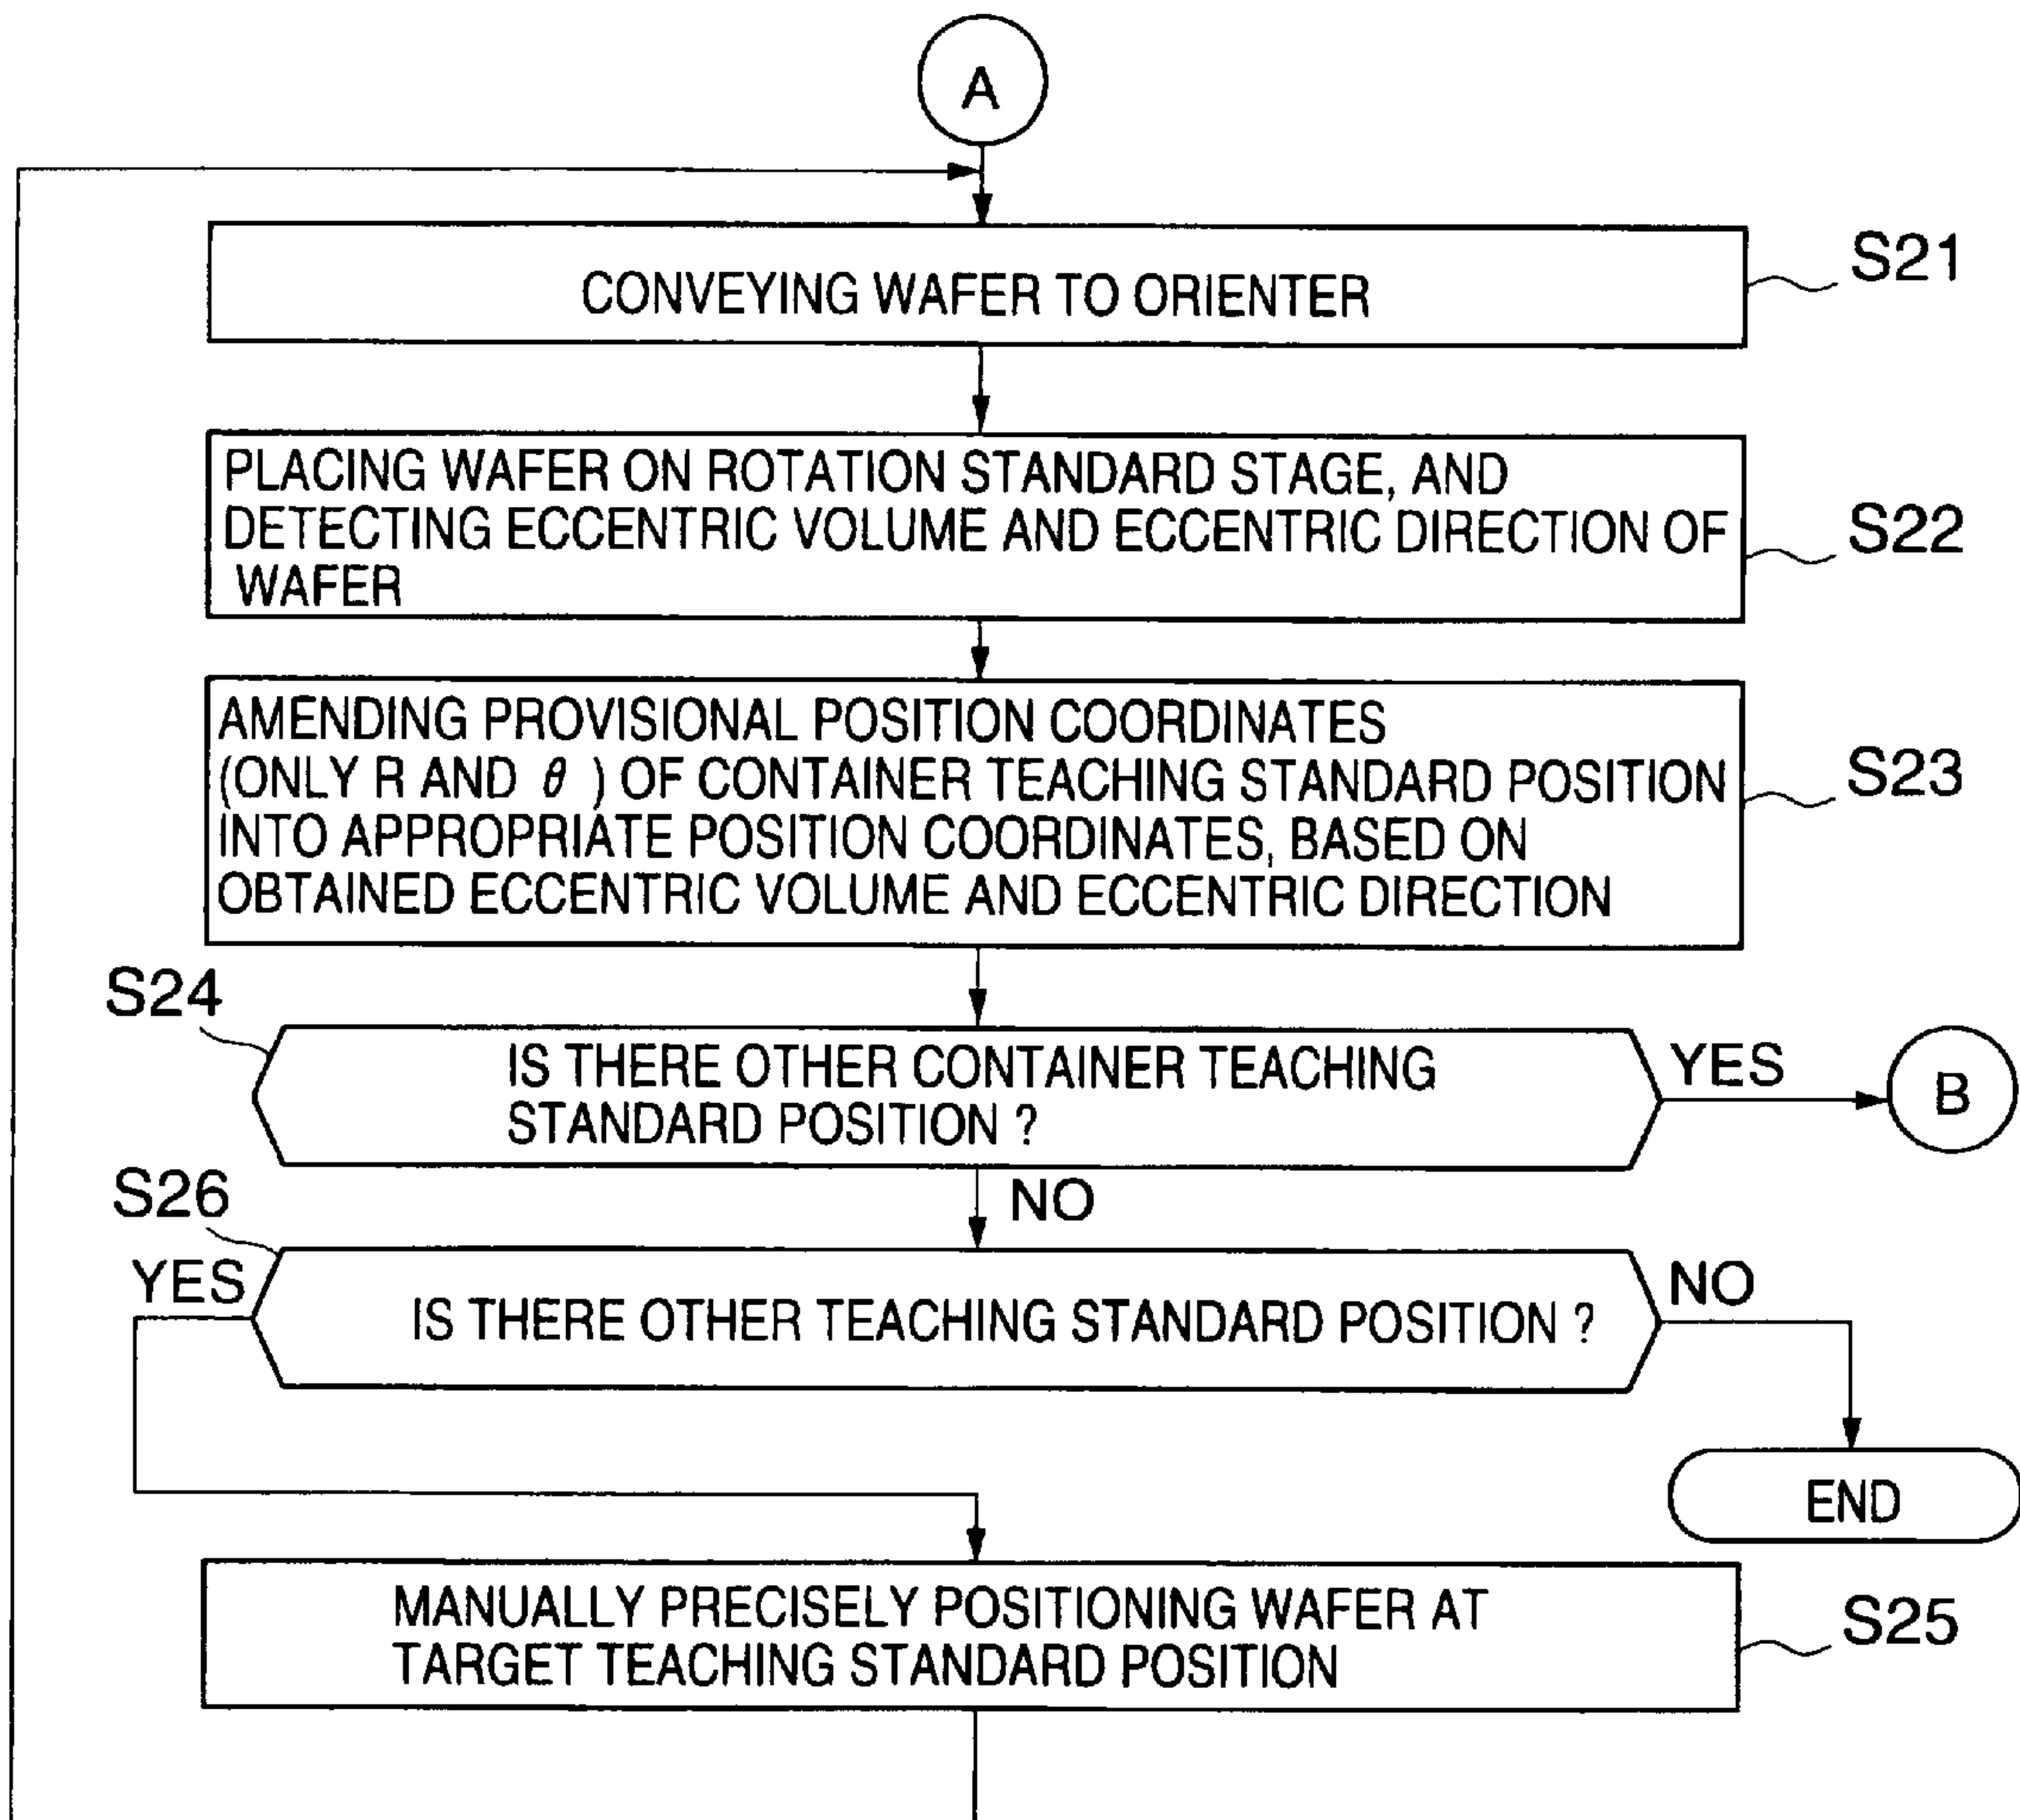 A
CONVEYING WAFER TO ORIENTER
S21
PLACING WAFER ON ROTATION STANDARD STAGE, AND
DETECTING ECCENTRIC VOLUME AND ECCENTRIC DIRECTION OF
WAFER
S22
AMENDING PROVISIONAL POSITION COORDINATES
(ONLY R AND θ ) OF CONTAINER TEACHING STANDARD POSITION
INTO APPROPRIATE POSITION COORDINATES, BASED ON
OBTAINED ECCENTRIC VOLUME AND ECCENTRIC DIRECTION
S23
S24
IS THERE OTHER CONTAINER TEACHING
STANDARD POSITION ?
YES
B
NO
S26
YES
IS THERE OTHER TEACHING STANDARD POSITION ?
NO
END
MANUALLY PRECISELY POSITIONING WAFER AT
TARGET TEACHING STANDARD POSITION
S25